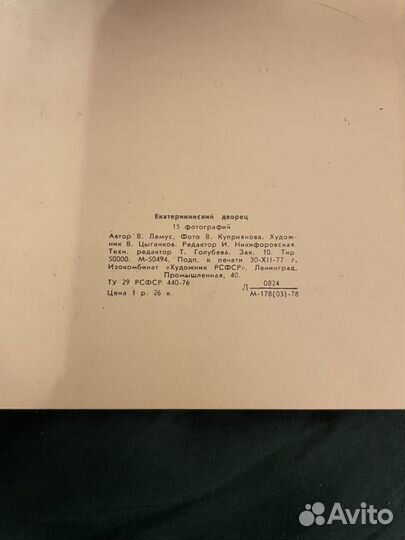 Екатерининский дворец
15 фотографий
Автор В. Лемус, Фото В. Куприянова. Худож-
ник В. Цыганков. Редактор И. Никифоровская.
Техн. редактор Т. Голубева. Зак. 10. Тир.
50000. М-50494. Подп. к печати 30-XII-77 г.
Изокомбинат «Художник РСФСР». Ленинград,
Промышленная, 40.
ТУ 29 РСФСР 440-76
Цена 1 р. 26 к.
Л 0824
М-178(03)-78
Avito